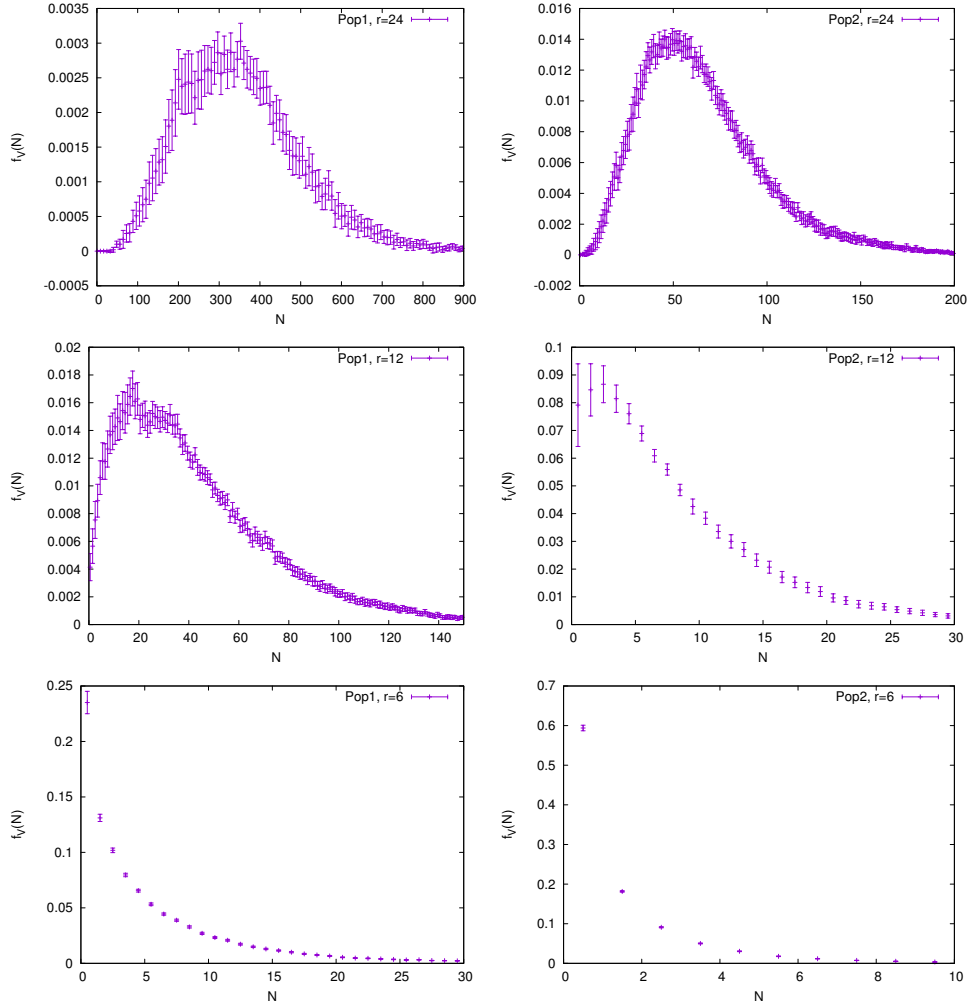 Pop1, r=24
0.0035
0.003
0.0025
0.002
0.0015
0.001
0.0005
0
-0.0005
f_V(N)
0 100 200 300 400 500 600 700 800 900
N
Pop2, r=24
0.016
0.014
0.012
0.01
0.008
0.006
0.004
0.002
0
-0.002
f_V(N)
0 50 100 150 200
N
Pop1, r=12
0.02
0.018
0.016
0.014
0.012
0.01
0.008
0.006
0.004
0.002
0
f_V(N)
0 20 40 60 80 100 120 140
N
Pop2, r=12
0.1
0.09
0.08
0.07
0.06
0.05
0.04
0.03
0.02
0.01
0
f_V(N)
0 5 10 15 20 25 30
N
Pop1, r=6
0.25
0.2
0.15
0.1
0.05
0
f_V(N)
0 5 10 15 20 25 30
N
Pop2, r=6
0.7
0.6
0.5
0.4
0.3
0.2
0.1
0
f_V(N)
0 2 4 6 8 10
N